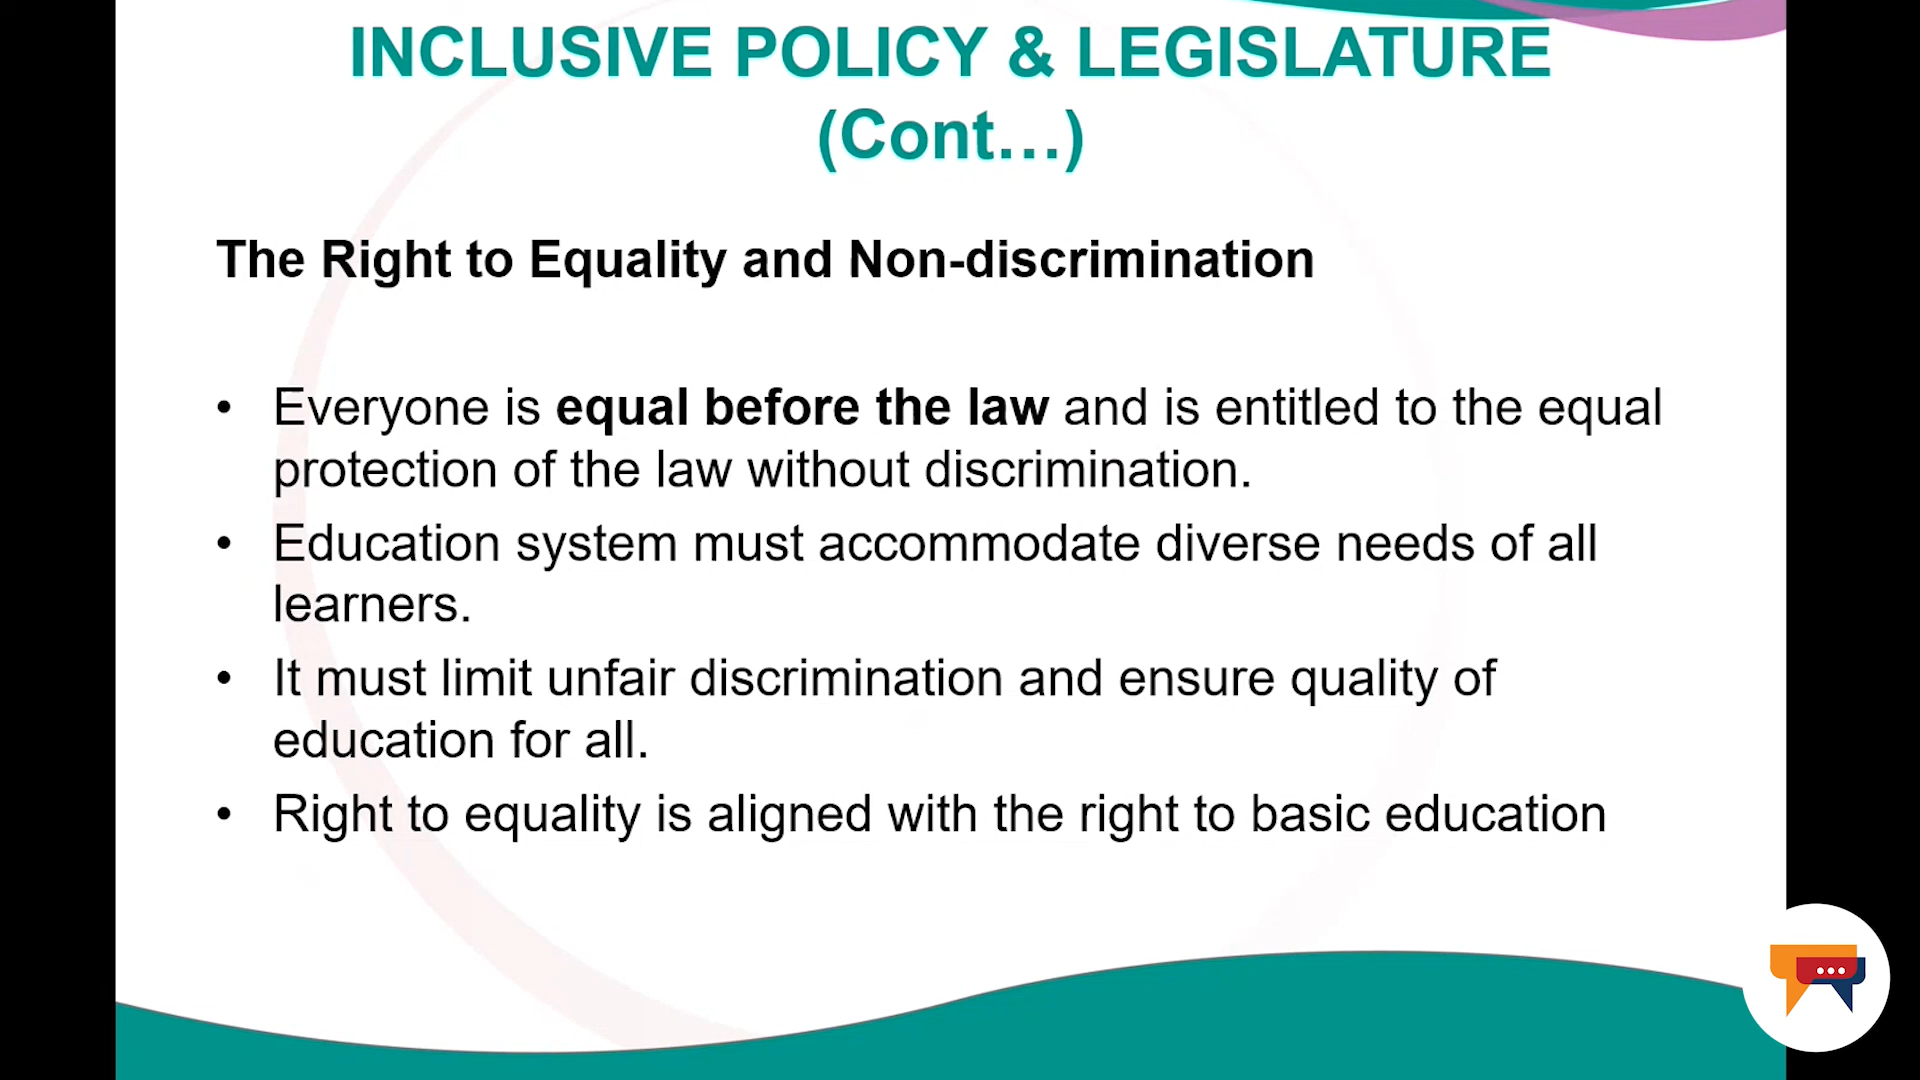 INCLUSIVE POLICY & LEGISLATURE
(Cont...)
The Right to Equality and Non-discrimination
• Everyone is equal before the law and is entitled to the equal
protection of the law without discrimination.
• Education system must accommodate diverse needs of all
learners.
• It must limit unfair discrimination and ensure quality of
education for all.
• Right to equality is aligned with the right to basic education